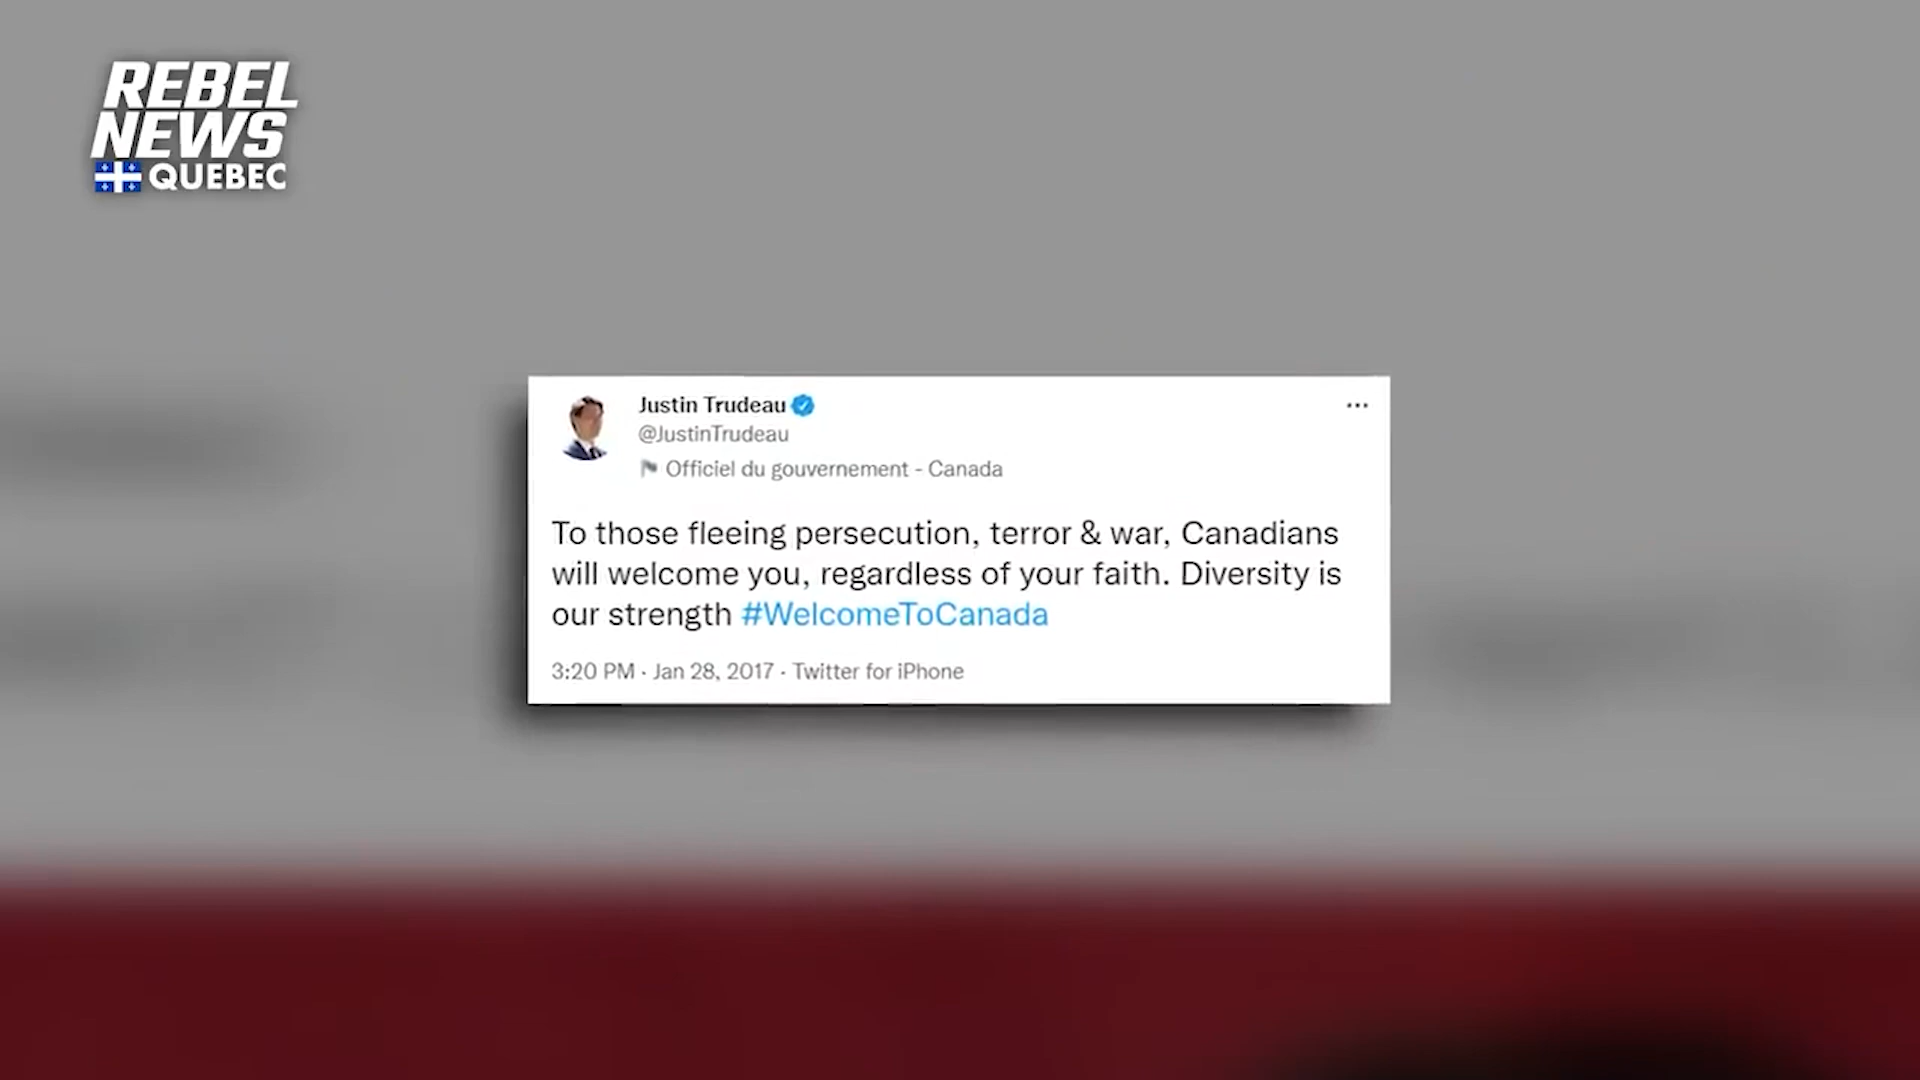 REBEL
NEWS
QUEBEC
Justin Trudeau
@JustinTrudeau
Officiel du gouvernement - Canada
To those fleeing persecution, terror & war, Canadians
will welcome you, regardless of your faith. Diversity is
our strength #WelcomeToCanada
3:20 PM · Jan 28, 2017 · Twitter for iPhone